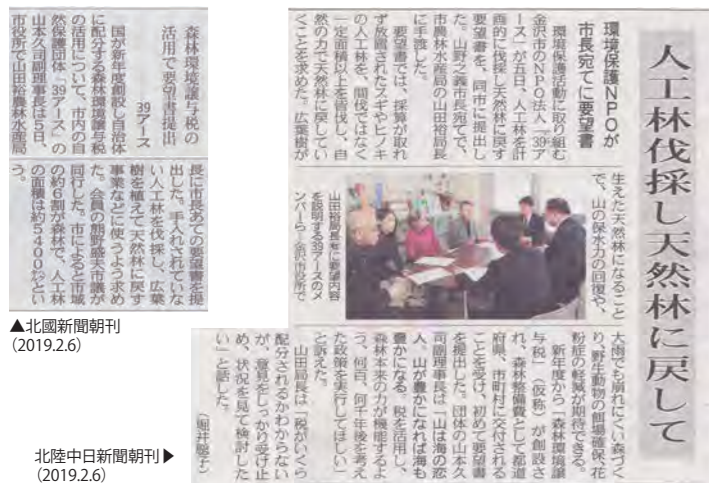 森林環境譲与税の
活用で要望書提出
39アース
国が新年度創設し自治体
に配分する森林環境譲与税
の活用について、市内の自
然保護団体「39アース」の
山本久司副理事長は5日、
市役所で山田裕農林水産局
長に市長あての要望書を提
出した。手入れされていな
い人工林を伐採し、広葉
樹を植えて天然林に戻す
事業などに使うよう求め
た。会員の熊野盛夫市議が
同行した。市によると市域
の約6割が森林で、人工林
の面積は約5400㌶とい
う。
▲北國新聞朝刊
(2019.2.6)
人工林伐採し天然林に戻して
環境保護NPOが
市長宛てに要望書
環境保護活動に取り組む
金沢市のNPO法人「39ア
ース」が五日、人工林を計
画的に伐採し天然林に戻す
要望書を、同市に提出し
た。山野之義市長宛てで、
市農林水産局の山田裕局長
に手渡した。
要望書では、採算が取れ
ず放置されたスギやヒノキ
の人工林を、間伐ではなく
一定面積以上を皆伐し、自
然の力で天然林に戻してい
くことを求めた。広葉樹が
生えた天然林になること
で、山の保水力の回復や、
山田裕局長㊨に要望内容
を説明する39アースのメ
ンバーら=金沢市役所で
大雨でも崩れにくい森づく
り、野生動物の餌場確保、花
粉症の軽減が期待できる。
新年度から「森林環境譲
与税」(仮称)が創設さ
れ、森林整備費として都道
府県、市町村に交付される
ことを受け、初めて要望書
を提出した。団体の山本久
司副理事長は「山は海の恋
人。山が豊かになれば海も
豊かになる。税を活用し、
森林本来の力が機能するよ
う、何百、何千年後を考え
た政策を実行してほしい」
と訴えた。
山田局長は「税がいくら
配分されるかわからない
が、意見をしっかり受け止
め、状況を見て検討した
い」と話した。
(堀井聡子)
北陸中日新聞朝刊▶
(2019.2.6)